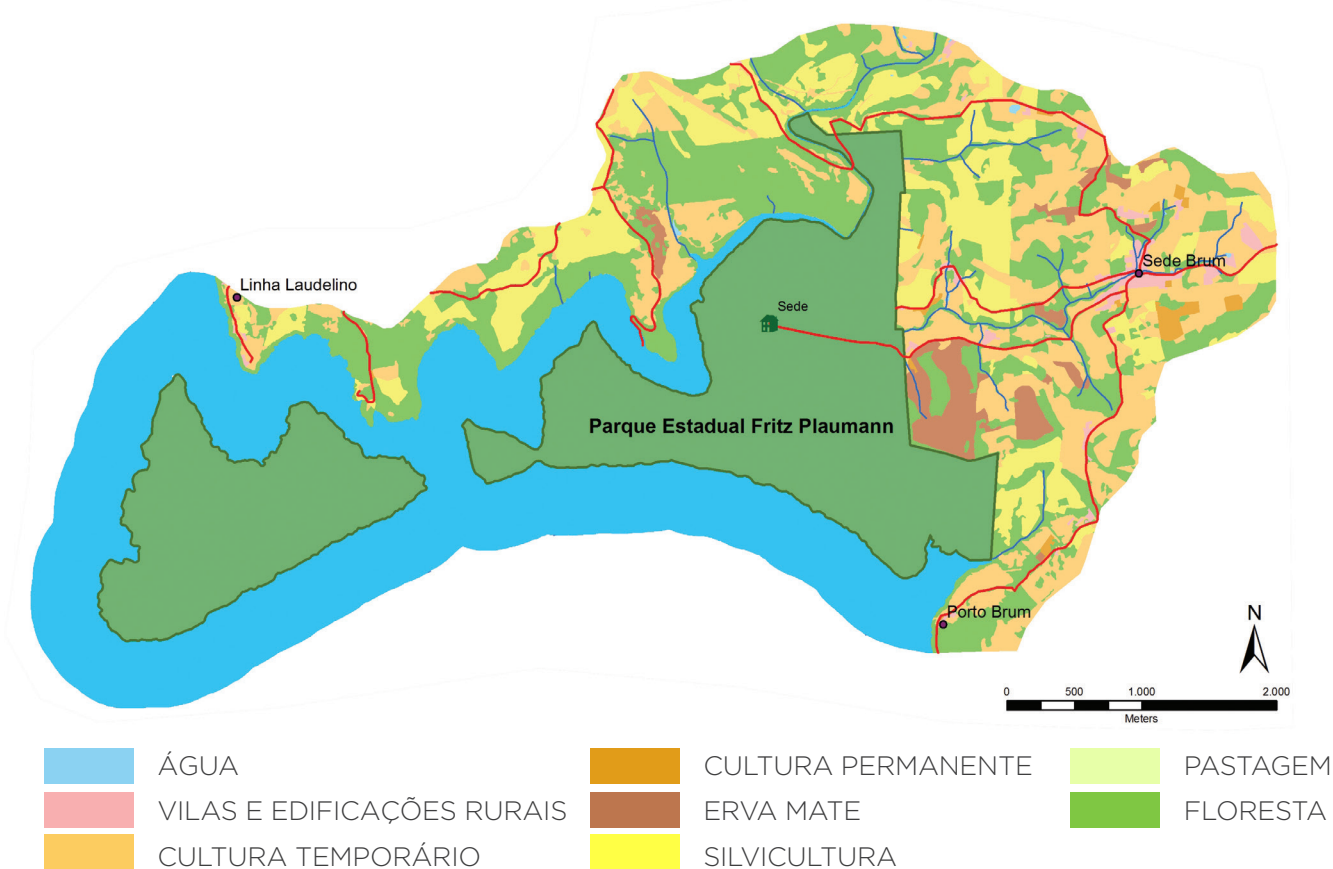 Linha Laudelino
Sede Brum
Sede
Parque Estadual Fritz Plaumann
Porto Brum
N
0 500 1.000 2.000
Meters
ÁGUA
CULTURA PERMANENTE
PASTAGEM
VILAS E EDIFICAÇÕES RURAIS
ERVA MATE
FLORESTA
CULTURA TEMPORÁRIO
SILVICULTURA